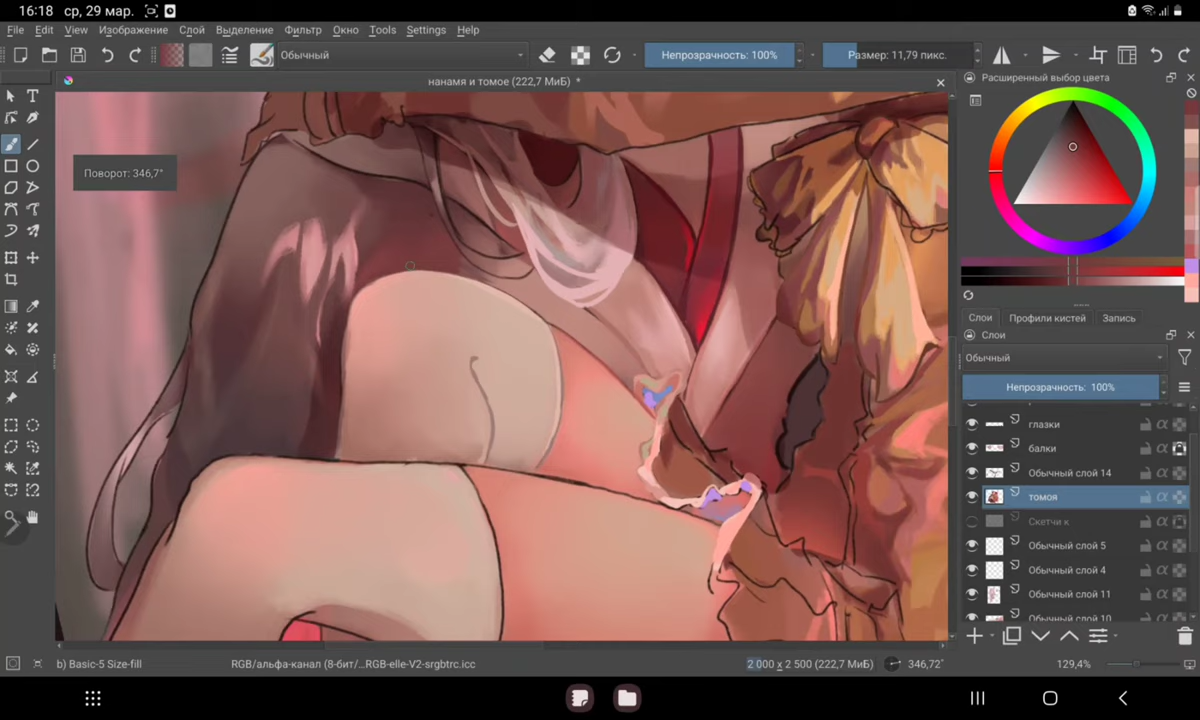 16:18 ср, 29 мар.
File Edit View Изображение Слой Выделение Фильтр Окно Tools Settings Help
Обычный Непрозрачность: 100% Размер: 11,79 пикс.
нанамя и томое (222,7 МиБ) *
Расширенный выбор цвета
Поворот: 346,7°
Слои Профили кистей Запись
Слои
Обычный
Непрозрачность: 100%
глазки
балки
Обычный слой 14
томоя
Скетчи к
Обычный слой 5
Обычный слой 4
Обычный слой 11
Обычный слой 10
b) Basic-5 Size-fill RGB/альфа-канал (8-бит/...RGB-elle-V2-srgbtrc.icc 2 000 x 2 500 (222,7 МиБ) 346,72° 129,4%